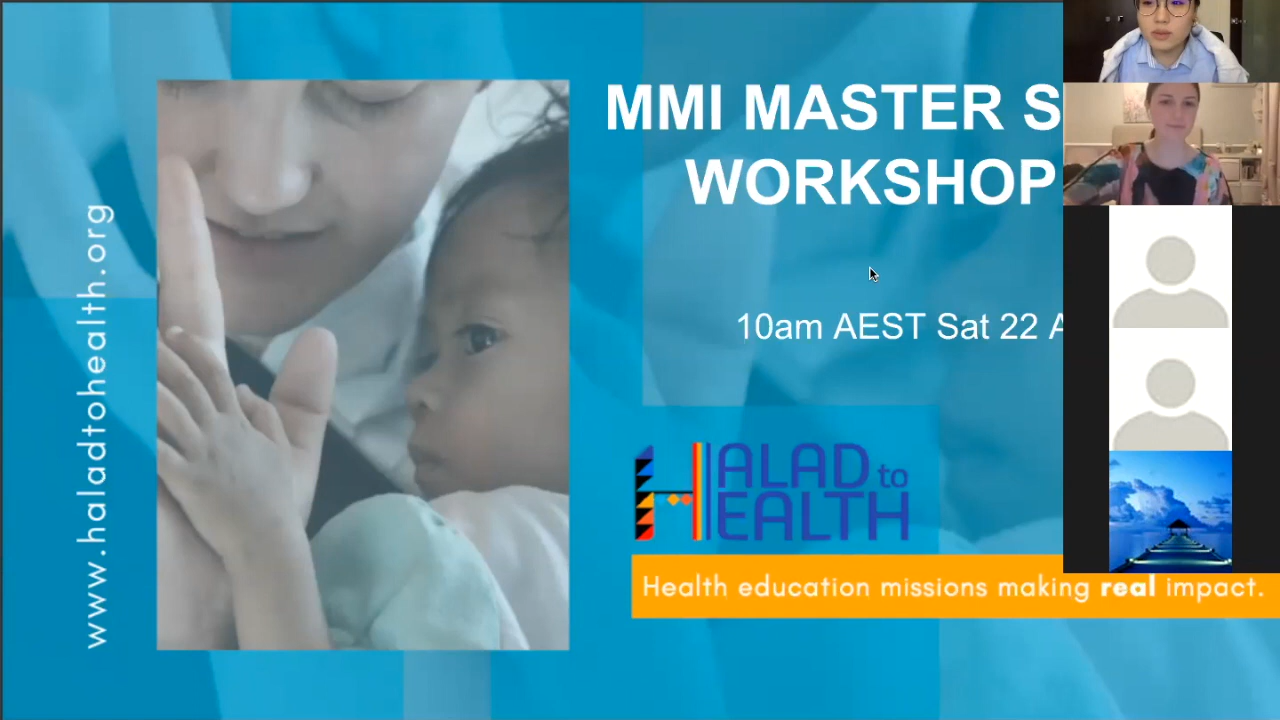 MMI MASTER S
WORKSHOP
10am AEST Sat 22 A
www.haladtohealth.org
HALAD to
HEALTH
Health education missions making real impact.